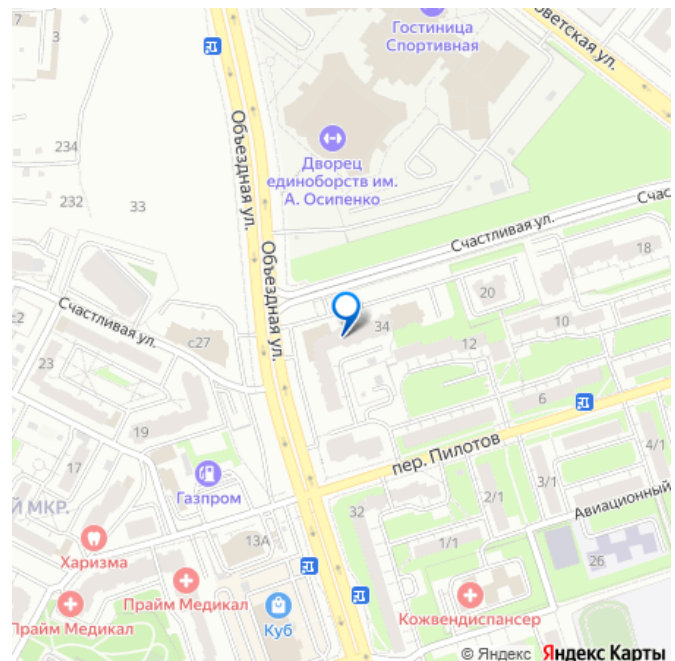 7
3
Гостиница
Спортивная
оветская ул.
Объездная ул.
234
Дворец
единоборств им.
А. Осипенко
232
33
Счас
Счастливая ул.
18
Объездная ул.
20
Счастливая ул.
с2
34
10
с27
12
23
6
19
пер. Пилотов
4/1
17
Газпром
3/1
2/1
Авиационный
Й МКР.
32
13А
1/1
26
Харизма
Прайм Медикал
Прайм Медикал
Куб
Кожвендиспансер
© Яндекс Яндекс Карты